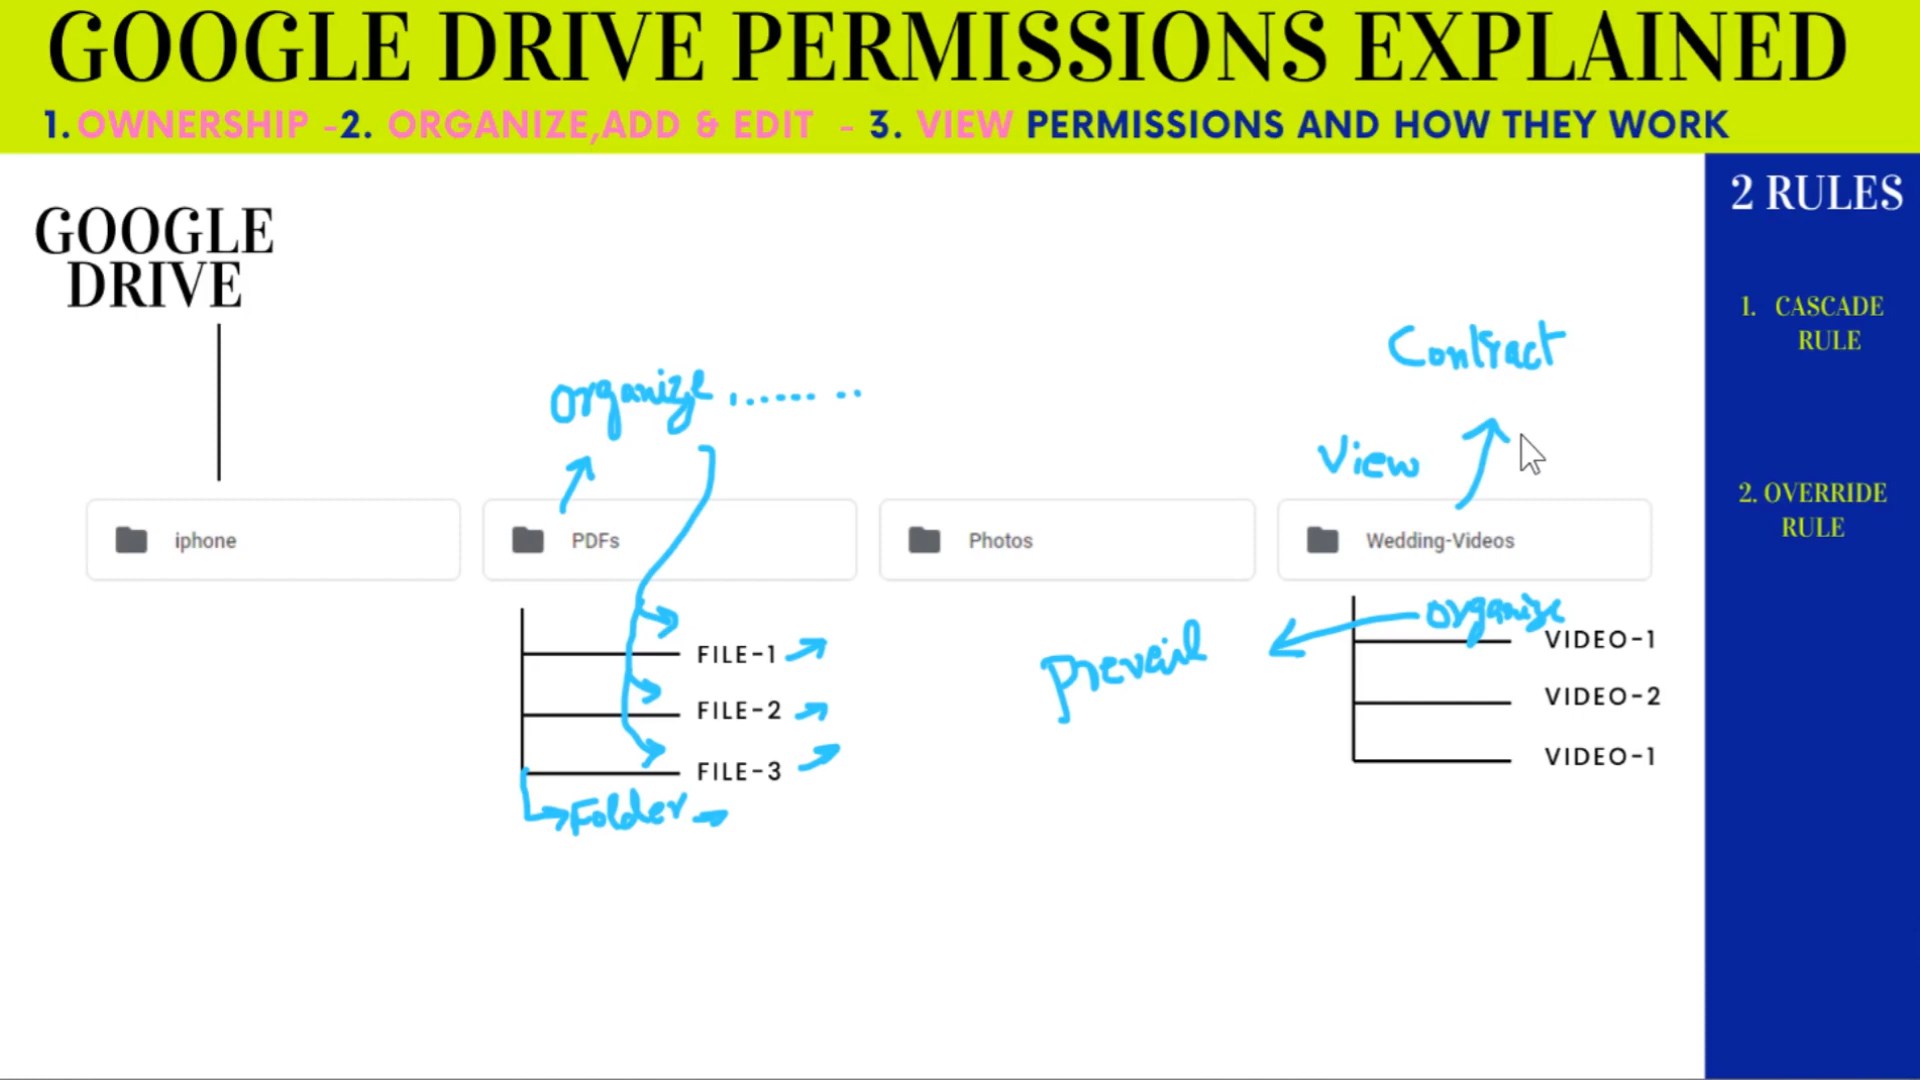 GOOGLE DRIVE PERMISSIONS EXPLAINED
1. OWNERSHIP -2. ORGANIZE,ADD & EDIT - 3. VIEW PERMISSIONS AND HOW THEY WORK
2 RULES
GOOGLE
DRIVE
1. CASCADE
RULE
Contract
organize ........
View
2. OVERRIDE
RULE
iphone
PDFs
Photos
Wedding-Videos
organize
Prevail
FILE-1
FILE-2
FILE-3
Folder
VIDEO-1
VIDEO-2
VIDEO-1